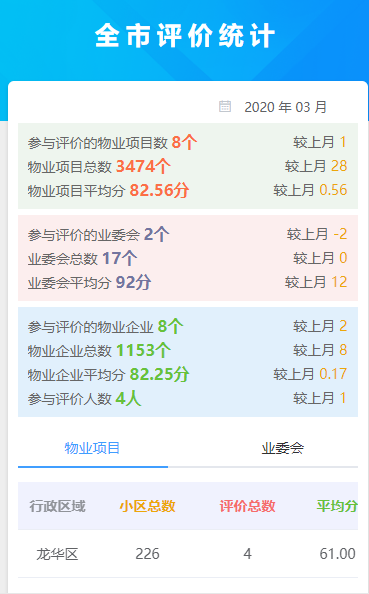 全市评价统计
2020 年 03 月
参与评价的物业项目数 8个 较上月 1
物业项目总数 3474个 较上月 28
物业项目平均分 82.56分 较上月 0.56
参与评价的业委会 2个 较上月 -2
业委会总数 17个 较上月 0
业委会平均分 92分 较上月 12
参与评价的物业企业 8个 较上月 2
物业企业总数 1153个 较上月 8
物业企业平均分 82.25分 较上月 0.17
参与评价人数 4人 较上月 1
物业项目 业委会
行政区域 小区总数 评价总数 平均分
龙华区 226 4 61.00